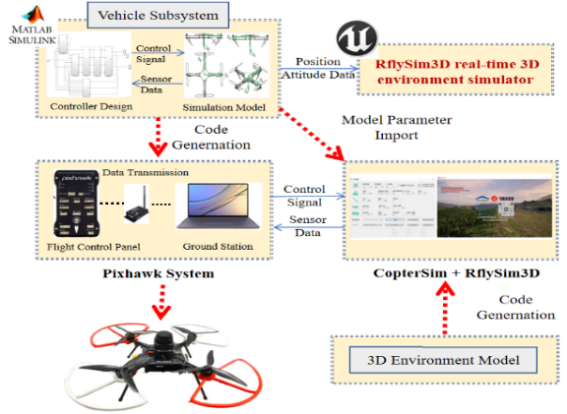 MATLAB
SIMULINK
Vehicle Subsystem
Control
Signal
Sensor
Data
Controller Design
Simulation Model
Position
Attitude Data
RflySim3D real-time 3D
environment simulator
Code
Genernation
Model Parameter
Import
Data Transmission
Flight Control Panel
Ground Station
Control
Signal
Sensor
Data
Pixhawk System
CopterSim + RflySim3D
Code
Genernation
3D Environment Model